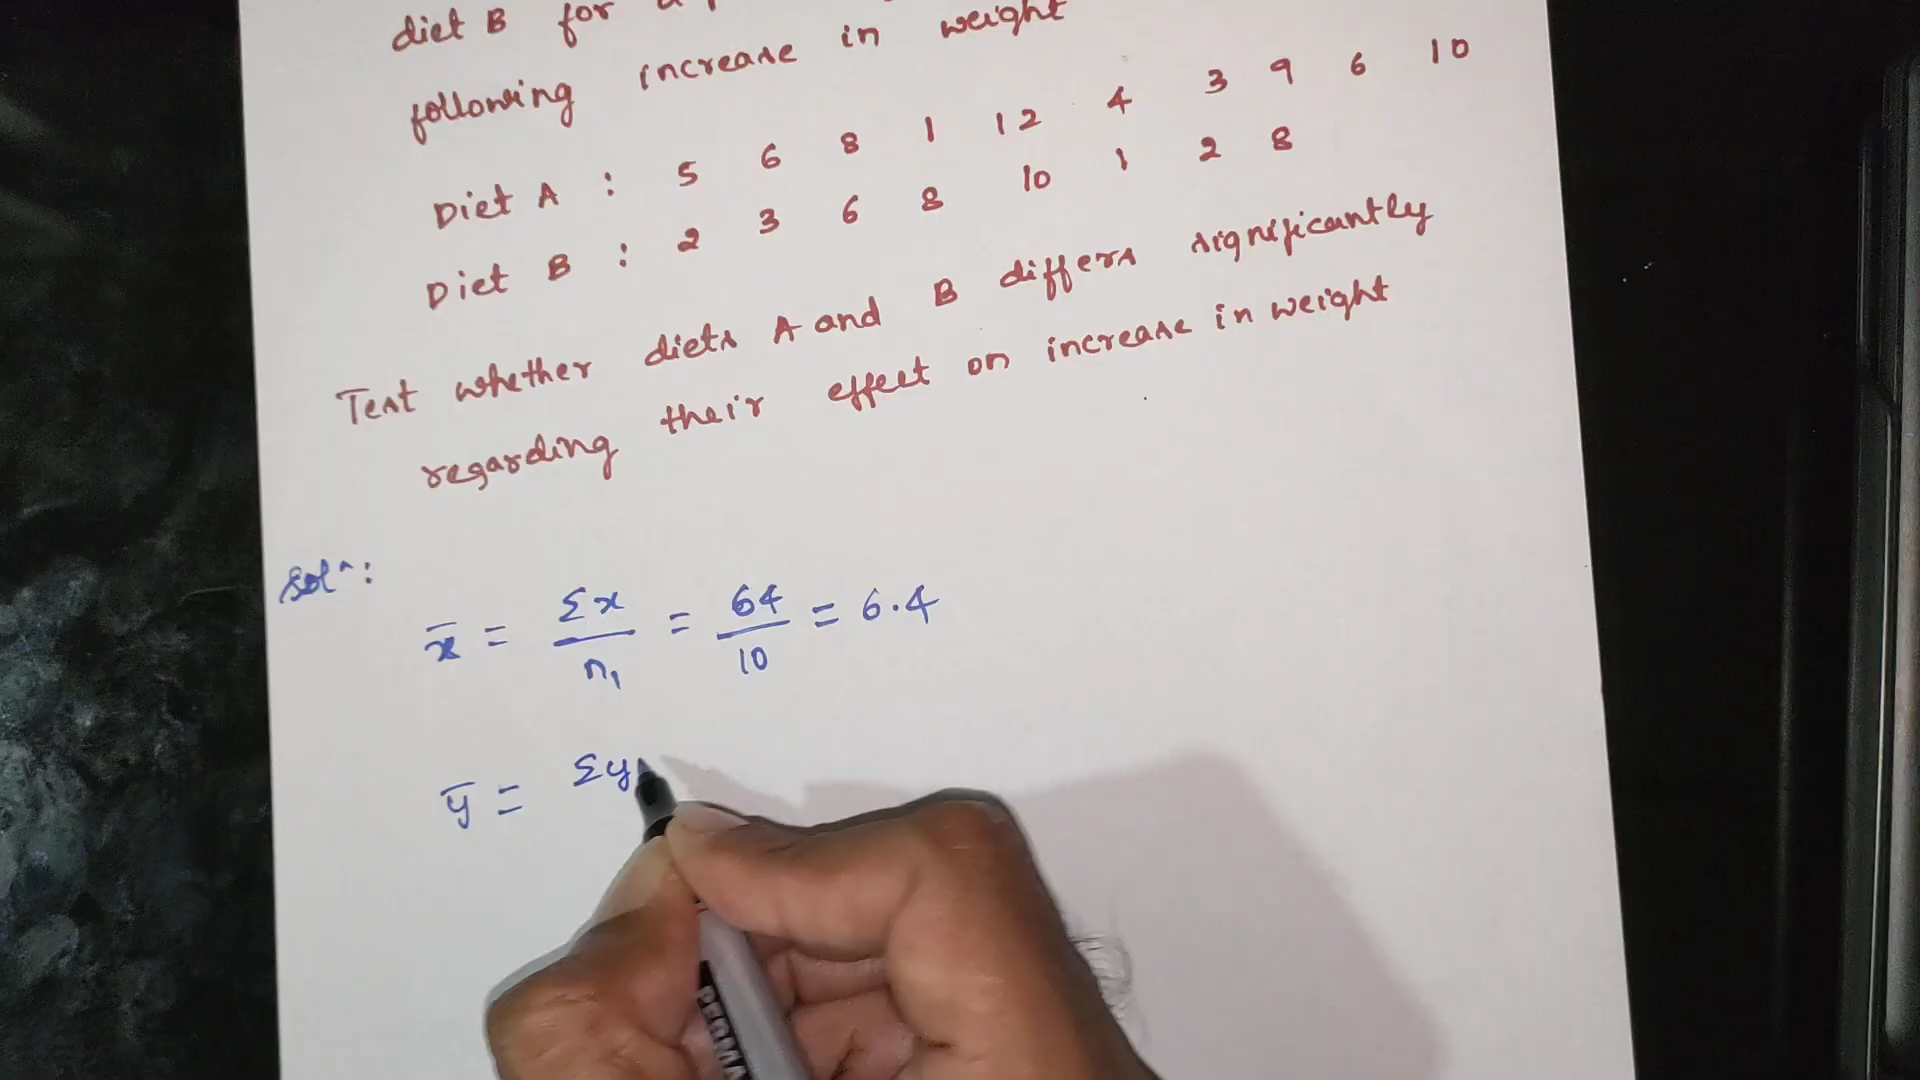 diet B for a
following increase in weight
Diet A : 5 6 8 1 12 4 3 9 6 10
Diet B : 2 3 6 8 10 1 2 8
Test whether diets A and B differs significantly
regarding their effect on increase in weight
Solⁿ:
x̄ = Σx / n₁ = 64 / 10 = 6.4
ȳ = Σy
PERMA